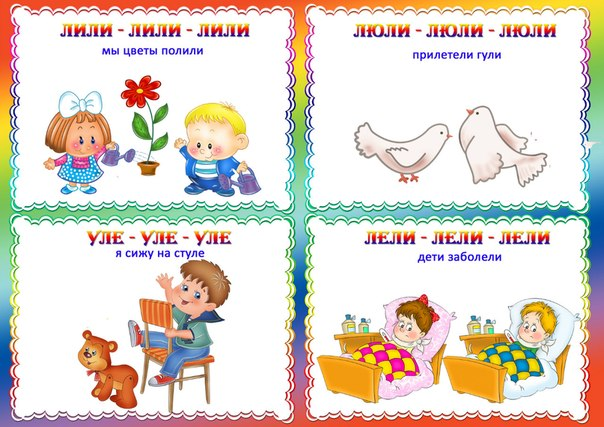 ЛИЛИ - ЛИЛИ - ЛИЛИ
мы цветы полили
ЛЮЛИ - ЛЮЛИ - ЛЮЛИ
прилетели гули
УЛЕ - УЛЕ - УЛЕ
я сижу на стуле
ЛЕЛИ - ЛЕЛИ - ЛЕЛИ
дети заболели